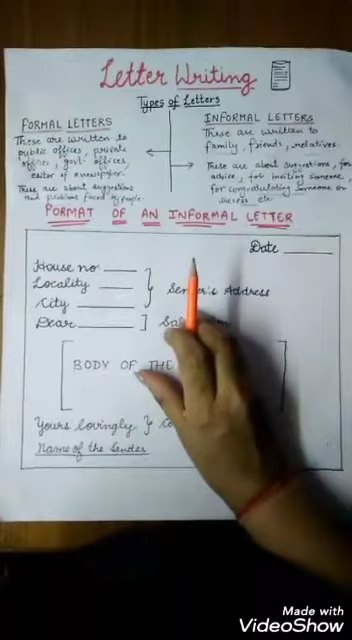 Letter Writing
Types of Letters
FORMAL LETTERS
These are written to
public offices, private
offices, govt offices,
editor of a newspaper.
These are about suggestions
and problems faced by people.
INFORMAL LETTERS
These are written to
family, friends, relatives.
These are about suggestions, for
advice, for inviting someone,
for congratulating someone on
success etc.
FORMAT OF AN INFORMAL LETTER
Date
House no
Locality
City
Sender's Address
Dear
BODY OF THE
Yours lovingly
Name of the Sender
Made with
VideoShow